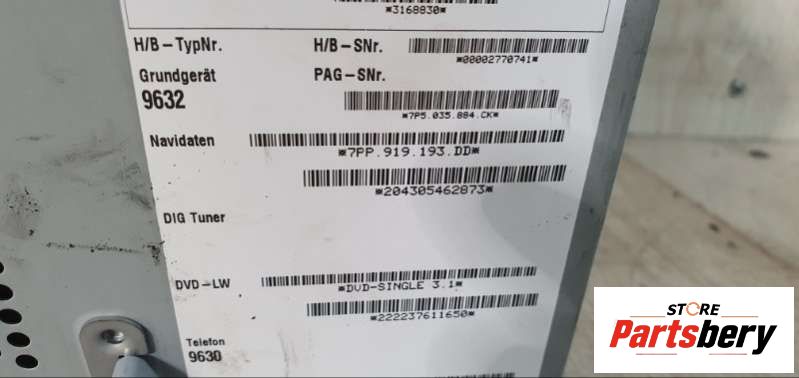 *3168830*
H/B-TypNr. H/B-SNr.
*00002770741*
Grundgerät PAG-SNr.
9632
*7P5.035.884.CK*
Navidaten
*7PP.919.193.DD*
*204305462873*
DIG Tuner
DVD-LW
*DVD-SINGLE 3.1*
*222237611650*
Telefon
9630
STORE
Partsbery